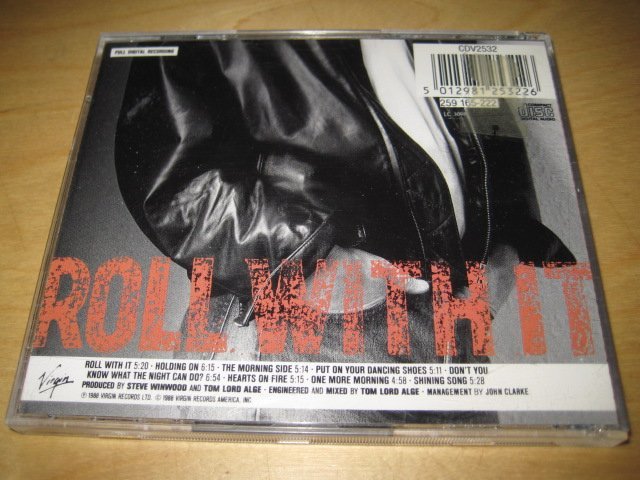 FULL DIGITAL RECORDING
CDV2532
5 012981 253226
259 165-222
LC 3098
COMPACT
DISC
DIGITAL AUDIO
ROLL WITH IT
ROLL WITH IT 5:20 · HOLDING ON 6:15 · THE MORNING SIDE 5:14 · PUT ON YOUR DANCING SHOES 5:11 · DON'T YOU
KNOW WHAT THE NIGHT CAN DO? 6:54 · HEARTS ON FIRE 5:15 · ONE MORE MORNING 4:58 · SHINING SONG 5:28
Virgin
PRODUCED BY STEVE WINWOOD AND TOM LORD ALGE · ENGINEERED AND MIXED BY TOM LORD ALGE · MANAGEMENT BY JOHN CLARKE
℗ 1988 VIRGIN RECORDS LTD. © 1988 VIRGIN RECORDS AMERICA, INC